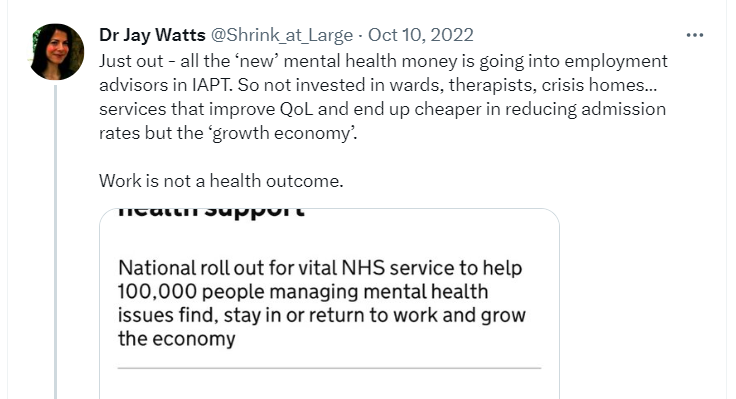 Dr Jay Watts @Shrink_at_Large · Oct 10, 2022
Just out - all the ‘new’ mental health money is going into employment
advisors in IAPT. So not invested in wards, therapists, crisis homes...
services that improve QoL and end up cheaper in reducing admission
rates but the ‘growth economy’.
Work is not a health outcome.
health support
National roll out for vital NHS service to help
100,000 people managing mental health
issues find, stay in or return to work and grow
the economy